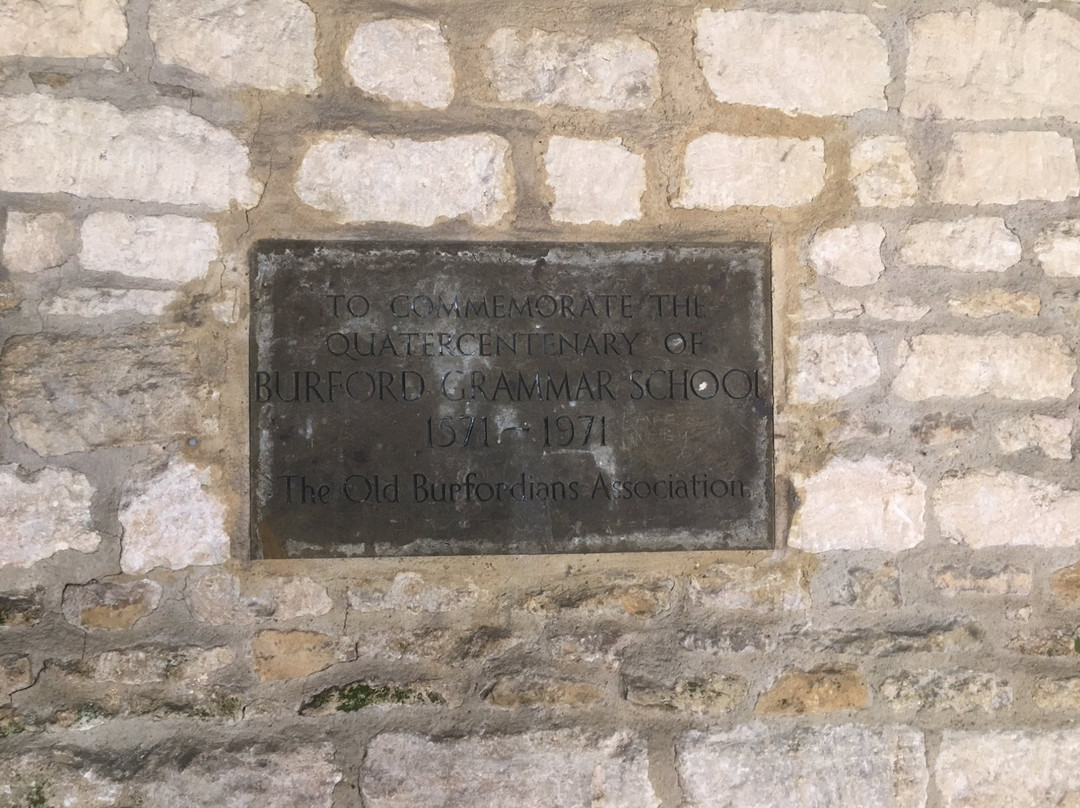 TO COMMEMORATE THE
QUATERCENTENARY OF
BURFORD GRAMMAR SCHOOL
1571 - 1971
The Old Burfordians Association